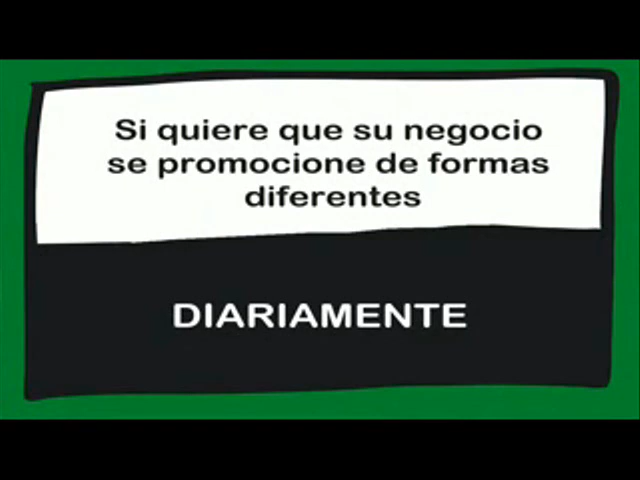 Si quiere que su negocio
se promocione de formas
diferentes
DIARIAMENTE